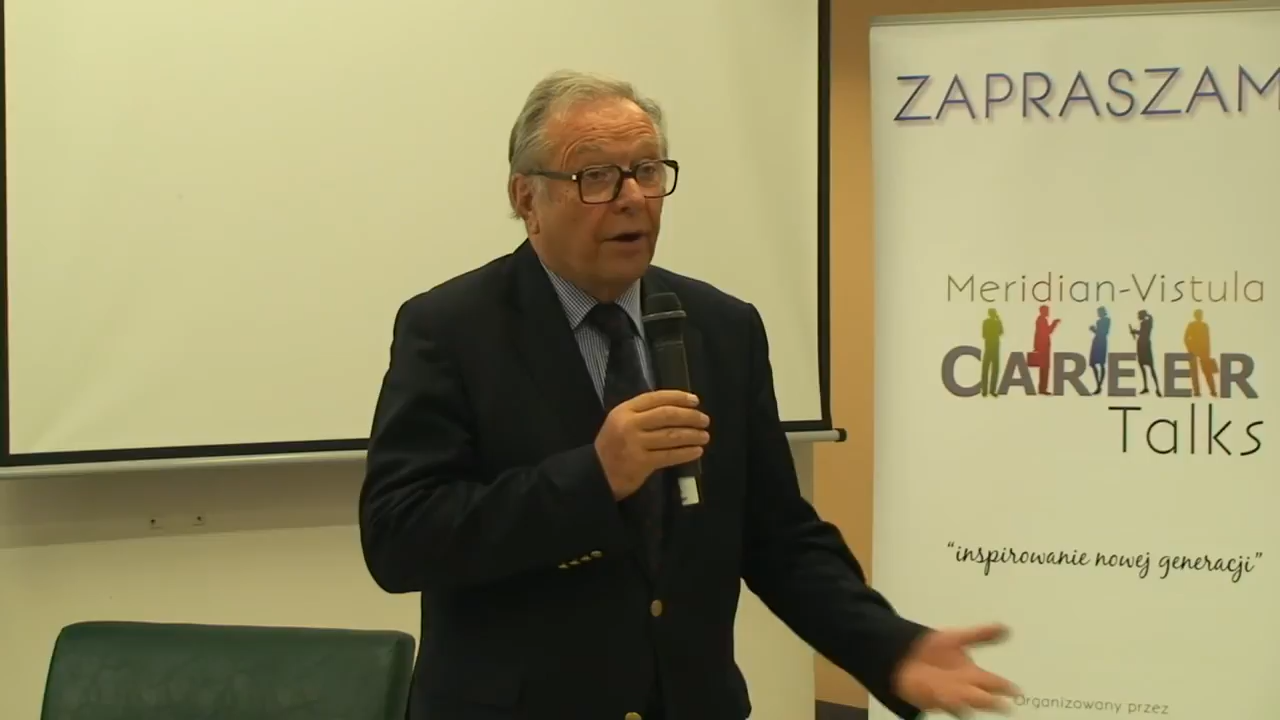 ZAPRASZAM
Meridian-Vistula
CAREER
Talks
“inspirowanie nowej generacji”
Organizowany przez